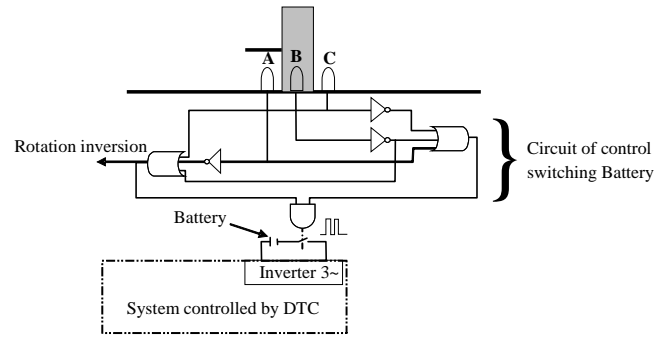 A B C
Rotation inversion
Circuit of control
switching Battery
Battery
Inverter 3~
System controlled by DTC